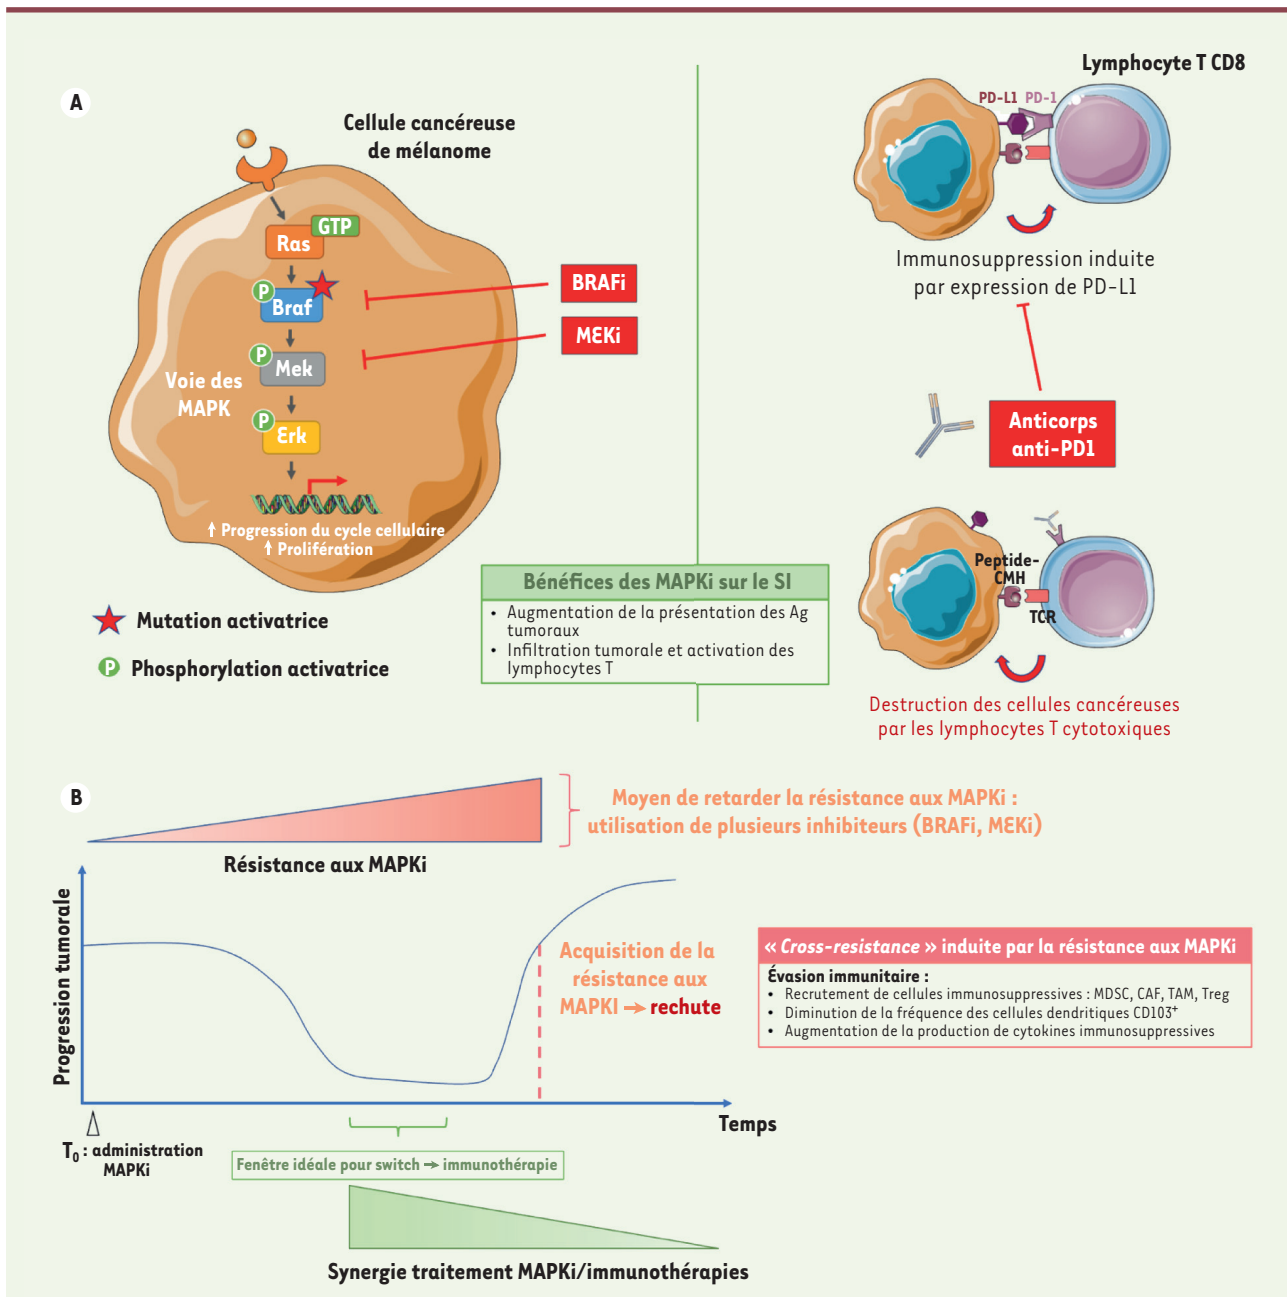 A
Cellule cancéreuse
de mélanome
GTP
Ras
P
Braf
P
Mek
Voie des
MAPK
P
Erk
↑ Progression du cycle cellulaire
↑ Prolifération
BRAFi
MEKi
Mutation activatrice
P Phosphorylation activatrice
Bénéfices des MAPKi sur le SI
• Augmentation de la présentation des Ag
tumoraux
• Infiltration tumorale et activation des
lymphocytes T
Lymphocyte T CD8
PD-L1 PD-1
Immunosuppression induite
par expression de PD-L1
Anticorps
anti-PD1
Peptide-
CMH
TCR
Destruction des cellules cancéreuses
par les lymphocytes T cytotoxiques
B
Moyen de retarder la résistance aux MAPKi :
utilisation de plusieurs inhibiteurs (BRAFi, MEKi)
Résistance aux MAPKi
Progression tumorale
Acquisition de la
résistance aux
MAPKI → rechute
« Cross-resistance » induite par la résistance aux MAPKi
Évasion immunitaire :
• Recrutement de cellules immunosuppressives : MDSC, CAF, TAM, Treg
• Diminution de la fréquence des cellules dendritiques CD103⁺
• Augmentation de la production de cytokines immunosuppressives
Temps
T₀ : administration
MAPKi
Fenêtre idéale pour switch → immunothérapie
Synergie traitement MAPKi/immunothérapies